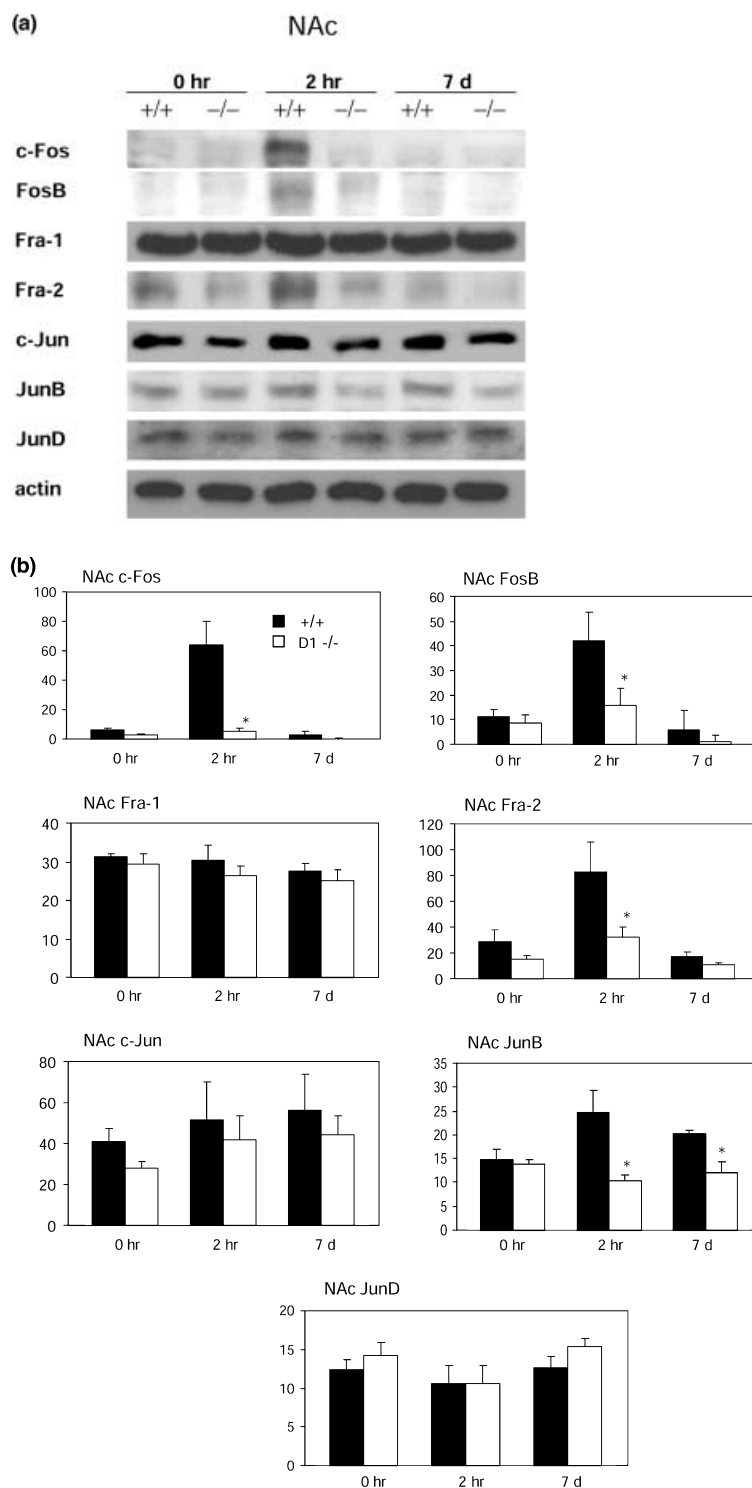 (a) NAc
0 hr 2 hr 7 d
+/+ –/– +/+ –/– +/+ –/–
c-Fos
FosB
Fra-1
Fra-2
c-Jun
JunB
JunD
actin
(b)
NAc c-Fos
100
80
60
40
20
0
+/+
D1 -/-
*
0 hr 2 hr 7 d
NAc FosB
60
50
40
30
20
10
0
*
0 hr 2 hr 7 d
NAc Fra-1
40
30
20
10
0
0 hr 2 hr 7 d
NAc Fra-2
120
100
80
60
40
20
0
*
0 hr 2 hr 7 d
NAc c-Jun
80
60
40
20
0
0 hr 2 hr 7 d
NAc JunB
35
30
25
20
15
10
5
0
* *
0 hr 2 hr 7 d
NAc JunD
20
15
10
5
0
0 hr 2 hr 7 d